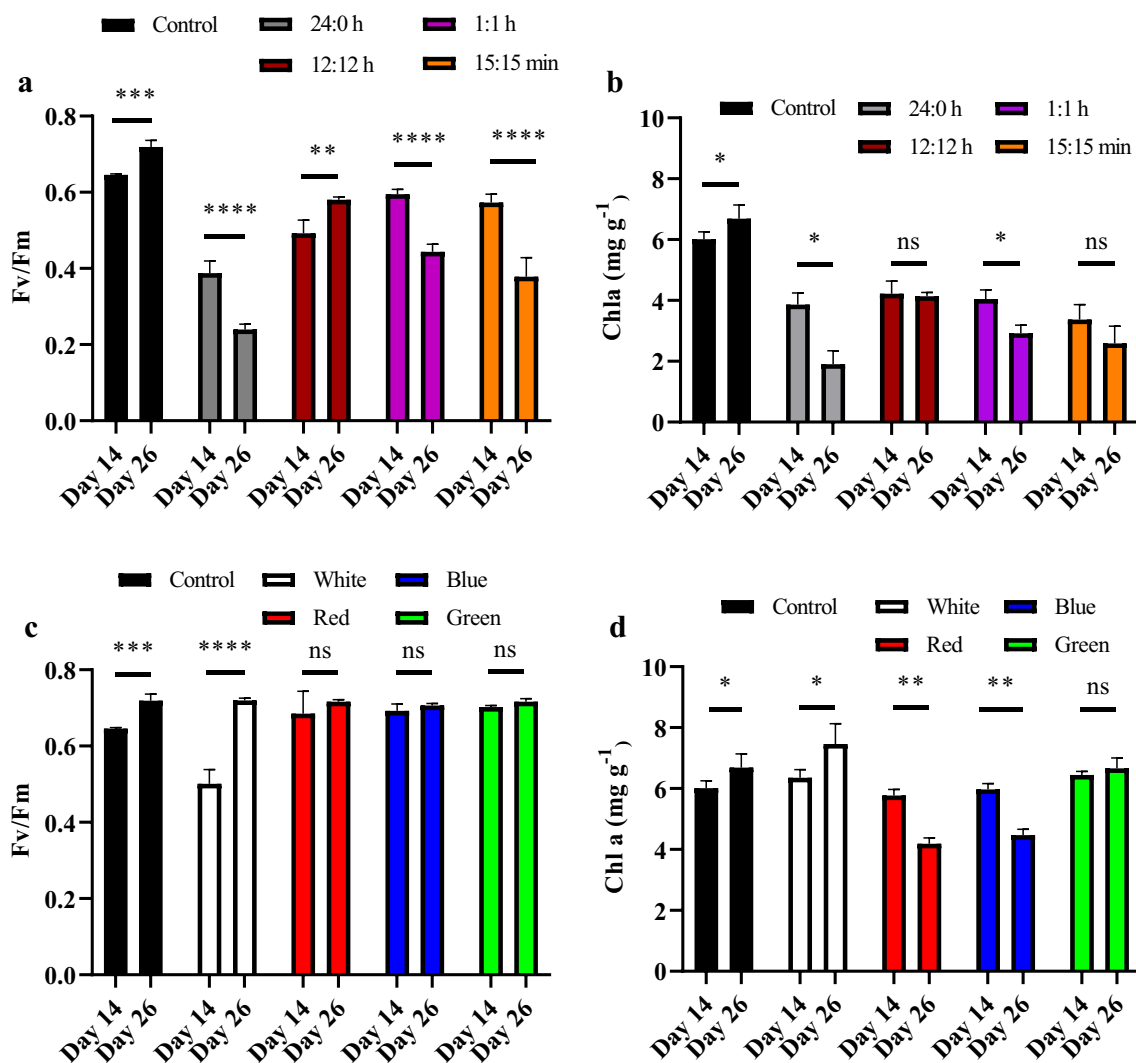 Control 24:0 h 1:1 h
12:12 h 15:15 min
a
Fv/Fm
0.8
0.6
0.4
0.2
0.0
*** **** ** **** ****
Day 14 Day 26 Day 14 Day 26 Day 14 Day 26 Day 14 Day 26 Day 14 Day 26
b
Control 24:0 h 1:1 h
12:12 h 15:15 min
Chla (mg g-1)
10
8
6
4
2
0
* * ns * ns
Day 14 Day 26 Day 14 Day 26 Day 14 Day 26 Day 14 Day 26 Day 14 Day 26
Control White Blue
Red Green
c
Fv/Fm
0.8
0.6
0.4
0.2
0.0
*** **** ns ns ns
Day 14 Day 26 Day 14 Day 26 Day 14 Day 26 Day 14 Day 26 Day 14 Day 26
Control White Blue
Red Green
d
Chl a (mg g-1)
10
8
6
4
2
0
* * ** ** ns
Day 14 Day 26 Day 14 Day 26 Day 14 Day 26 Day 14 Day 26 Day 14 Day 26